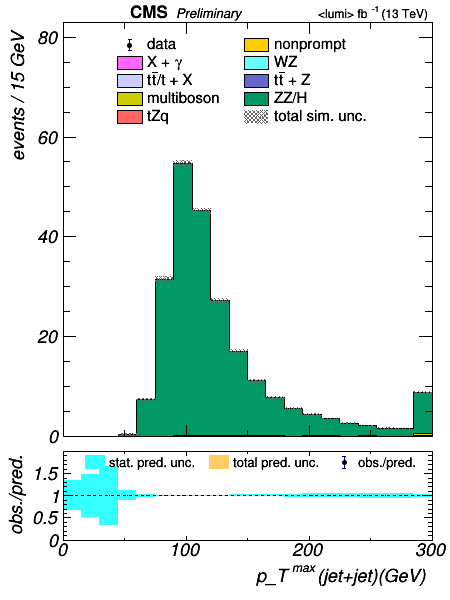 CMS Preliminary <lumi> fb⁻¹ (13 TeV)
events / 15 GeV
80
60
40
20
0
data
nonprompt
X + γ
WZ
tt̄/t + X
tt̄ + Z
multiboson
ZZ/H
tZq
total sim. unc.
obs./pred.
1.5
1
0.5
0
stat. pred. unc.
total pred. unc.
obs./pred.
0 100 200 300
p_T^max (jet+jet)(GeV)